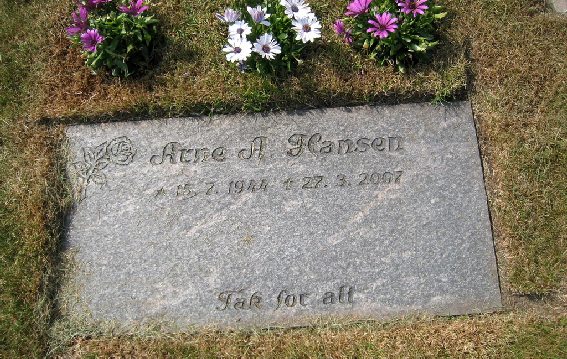 Arne A. Hansen
* 15. 7. 1944 + 27. 3. 2007
Tak for alt